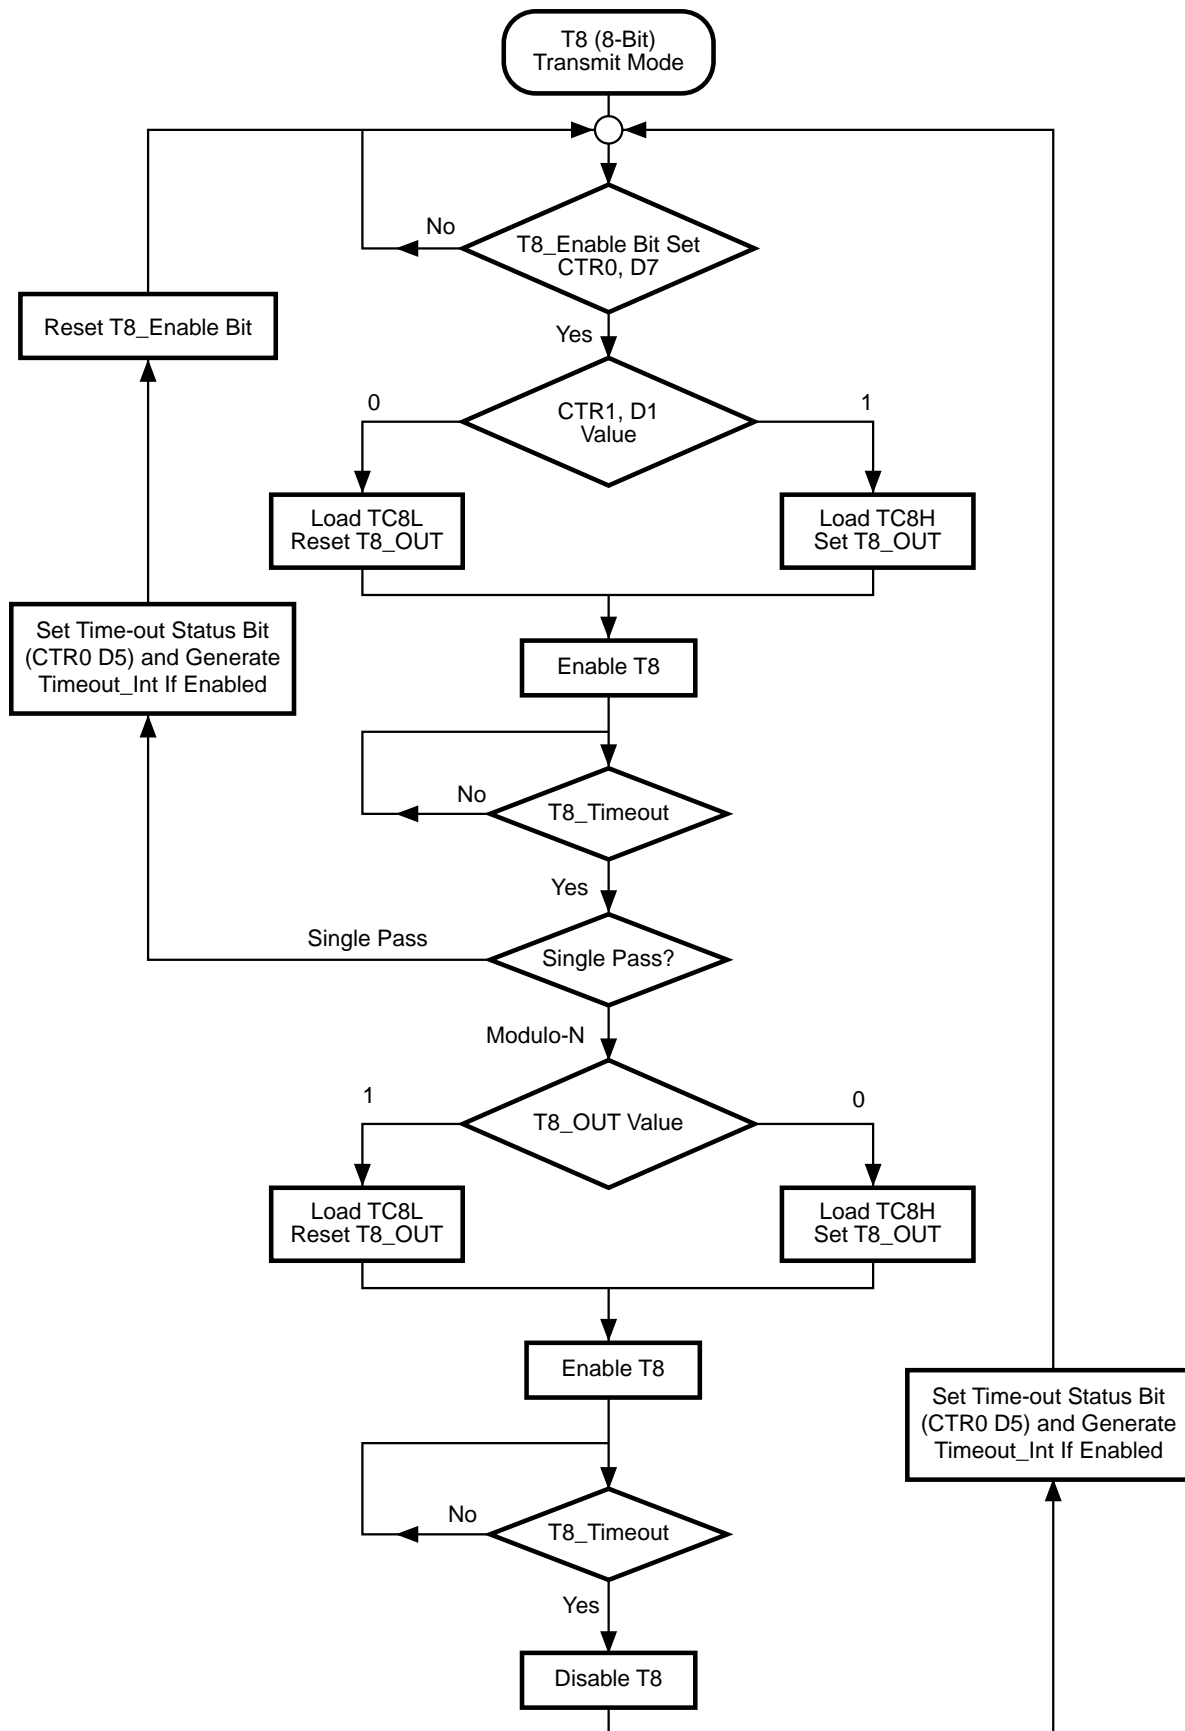 T8 (8-Bit)
Transmit Mode
No
T8_Enable Bit Set
CTR0, D7
Reset T8_Enable Bit
Yes
0
CTR1, D1
Value
1
Load TC8L
Reset T8_OUT
Load TC8H
Set T8_OUT
Set Time-out Status Bit
(CTR0 D5) and Generate
Timeout_Int If Enabled
Enable T8
No
T8_Timeout
Yes
Single Pass
Single Pass?
Modulo-N
1
T8_OUT Value
0
Load TC8L
Reset T8_OUT
Load TC8H
Set T8_OUT
Enable T8
Set Time-out Status Bit
(CTR0 D5) and Generate
Timeout_Int If Enabled
No
T8_Timeout
Yes
Disable T8